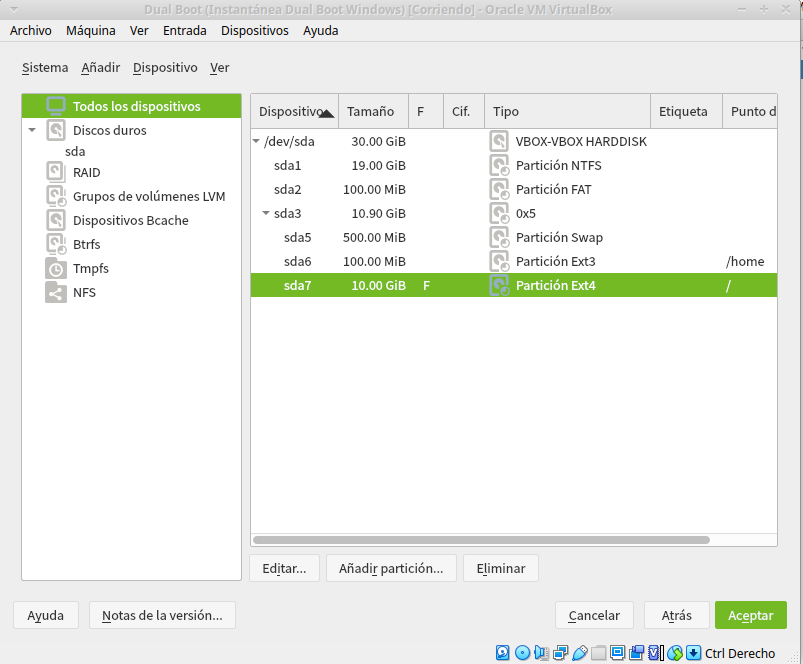 Dual Boot (Instantánea Dual Boot Windows) [Corriendo] - Oracle VM VirtualBox
Archivo Máquina Ver Entrada Dispositivos Ayuda
Sistema Añadir Dispositivo Ver
Todos los dispositivos
Discos duros
sda
RAID
Grupos de volúmenes LVM
Dispositivos Bcache
Btrfs
Tmpfs
NFS
Dispositivo Tamaño F Cif. Tipo Etiqueta Punto d
/dev/sda 30.00 GiB VBOX-VBOX HARDDISK
sda1 19.00 GiB Partición NTFS
sda2 100.00 MiB Partición FAT
sda3 10.90 GiB 0x5
sda5 500.00 MiB Partición Swap
sda6 100.00 MiB Partición Ext3 /home
sda7 10.00 GiB F Partición Ext4 /
Editar... Añadir partición... Eliminar
Ayuda Notas de la versión... Cancelar Atrás Aceptar
Ctrl Derecho